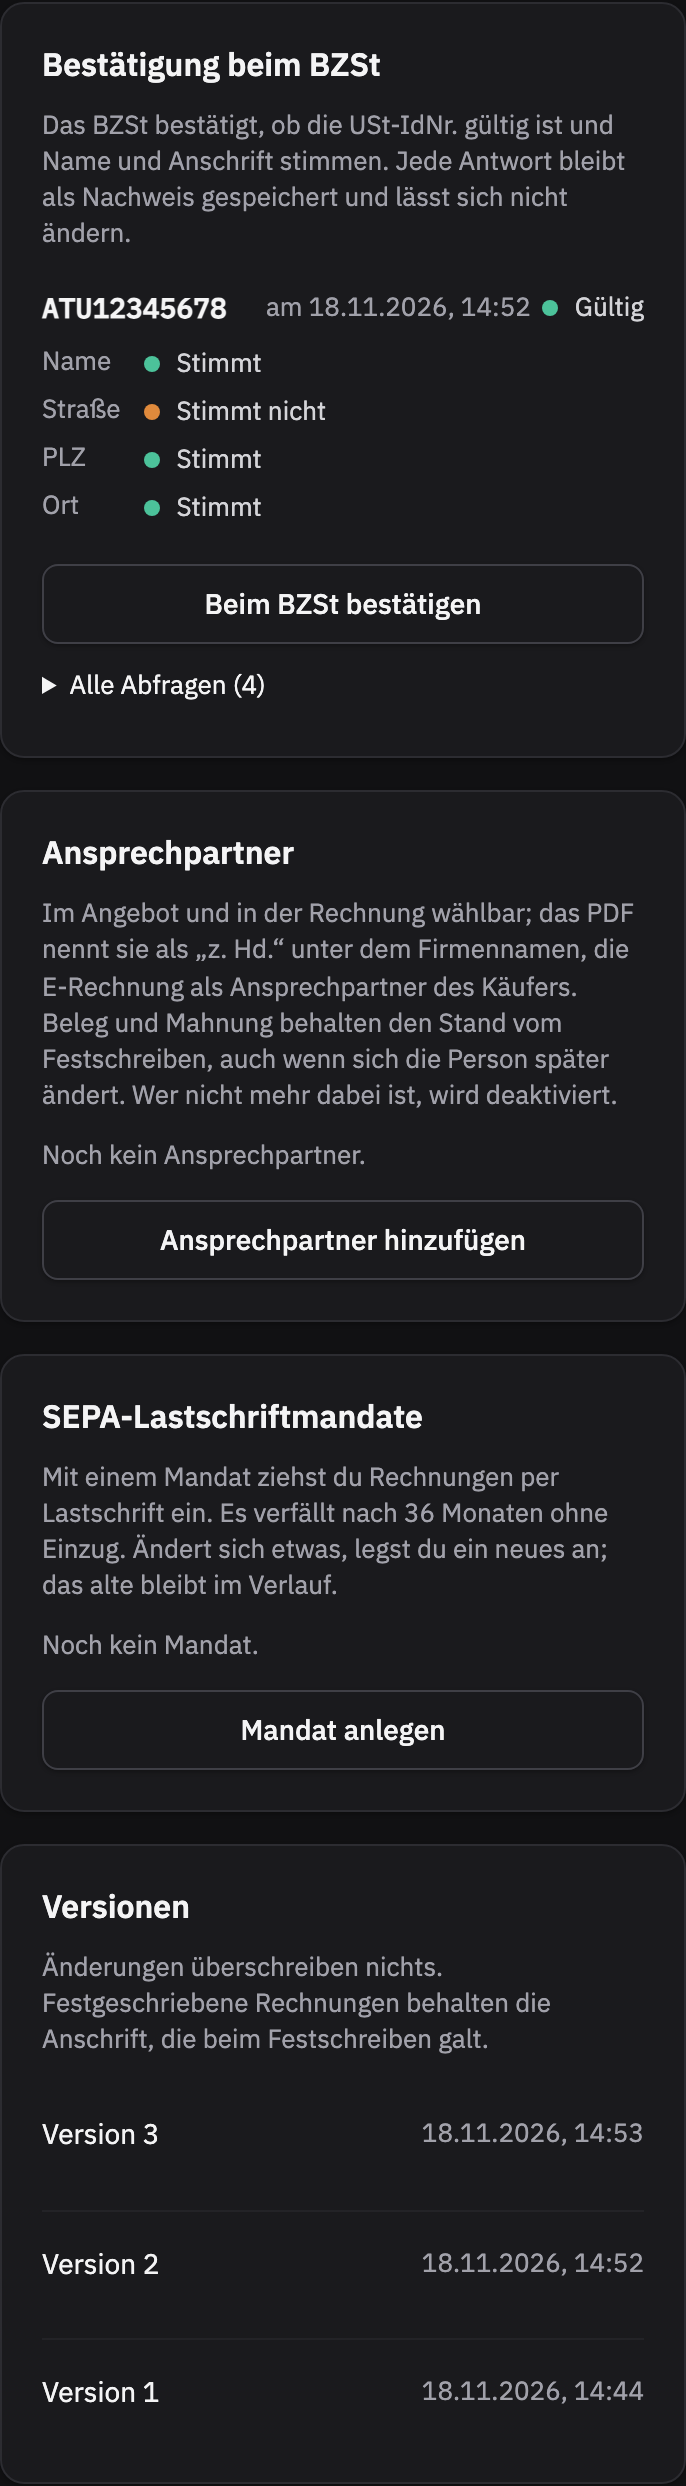 Bestätigung beim BZSt
Das BZSt bestätigt, ob die USt-IdNr. gültig ist und
Name und Anschrift stimmen. Jede Antwort bleibt
als Nachweis gespeichert und lässt sich nicht
ändern.
ATU12345678 am 18.11.2026, 14:52 Gültig
Name Stimmt
Straße Stimmt nicht
PLZ Stimmt
Ort Stimmt
Beim BZSt bestätigen
Alle Abfragen (4)
Ansprechpartner
Im Angebot und in der Rechnung wählbar; das PDF
nennt sie als „z. Hd.“ unter dem Firmennamen, die
E-Rechnung als Ansprechpartner des Käufers.
Beleg und Mahnung behalten den Stand vom
Festschreiben, auch wenn sich die Person später
ändert. Wer nicht mehr dabei ist, wird deaktiviert.
Noch kein Ansprechpartner.
Ansprechpartner hinzufügen
SEPA-Lastschriftmandate
Mit einem Mandat ziehst du Rechnungen per
Lastschrift ein. Es verfällt nach 36 Monaten ohne
Einzug. Ändert sich etwas, legst du ein neues an;
das alte bleibt im Verlauf.
Noch kein Mandat.
Mandat anlegen
Versionen
Änderungen überschreiben nichts.
Festgeschriebene Rechnungen behalten die
Anschrift, die beim Festschreiben galt.
Version 3 18.11.2026, 14:53
Version 2 18.11.2026, 14:52
Version 1 18.11.2026, 14:44